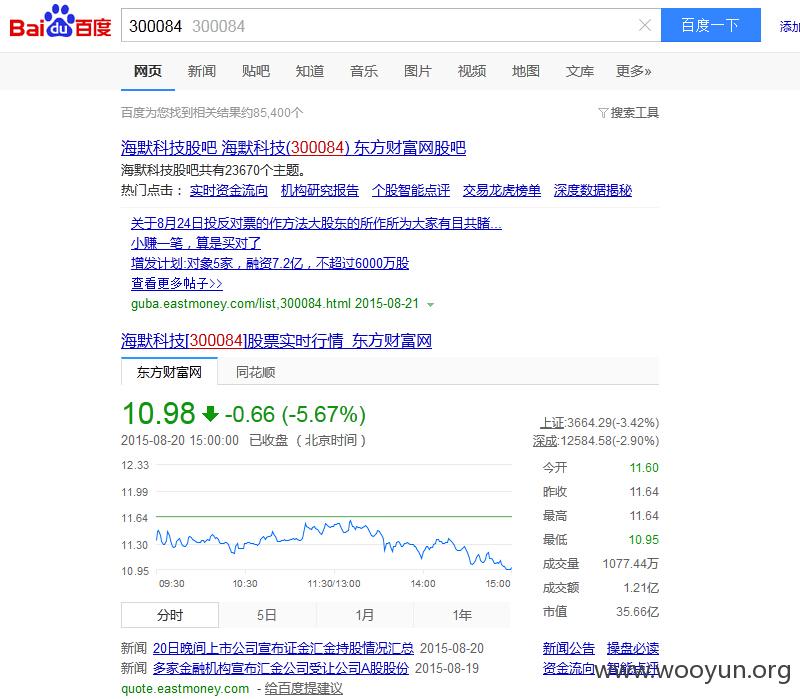 Bai du 百度 300084 300084 百度一下 添加
网页 新闻 贴吧 知道 音乐 图片 视频 地图 文库 更多»
百度为您找到相关结果约85,400个 搜索工具
海默科技股吧_海默科技(300084)_东方财富网股吧
海默科技股吧共有23670个主题。
热门点击： 实时资金流向 机构研究报告 个股智能点评 交易龙虎榜单 深度数据揭秘
关于8月24日投反对票的作方法大股东的所作所为大家有目共睹...
小赚一笔，算是买对了
增发计划:对象5家，融资7.2亿，不超过6000万股
查看更多帖子>>
guba.eastmoney.com/list,300084.html 2015-08-21
海默科技[300084]股票实时行情_东方财富网
东方财富网 同花顺
10.98 -0.66 (-5.67%)
2015-08-20 15:00:00 已收盘 ( 北京时间 )
上证:3664.29(-3.42%)
深成:12584.58(-2.90%)
12.33
11.99
11.64
11.30
10.95
09:30 10:30 11:30/13:00 14:00 15:00
今开 11.60
昨收 11.64
最高 11.64
最低 10.95
成交量 1077.44万
成交额 1.21亿
市值 35.66亿
分时 5日 1月 1年
新闻 20日晚间上市公司宣布证金汇金持股情况汇总 2015-08-20
新闻 多家金融机构宣布汇金公司受让公司A股股份 2015-08-19
新闻公告 操盘必读
资金流向 智能点评
quote.eastmoney.com - 给百度提建议
www.wooyun.org